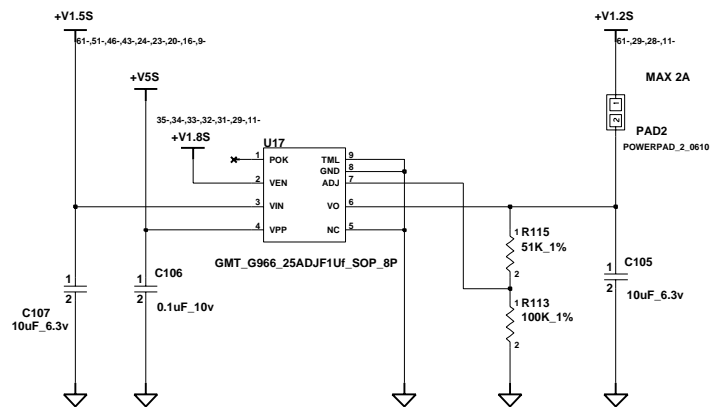 +V1.5S
61-,51-,46-,43-,24-,23-,20-,16-,9-
+V1.2S
61-,29-,28-,11-
+V5S
MAX 2A
1
2
PAD2
POWERPAD_2_0610
35-,34-,33-,32-,31-,29-,11-
+V1.8S
U17
1 POK TML 9
GND 8
2 VEN ADJ 7
3 VIN VO 6
4 VPP NC 5
GMT_G966_25ADJF1Uf_SOP_8P
1 R115
51K_1%
2
1 C107
2
10uF_6.3v
1 C106
2
0.1uF_10v
1 R113
100K_1%
2
1 C105
2
10uF_6.3v